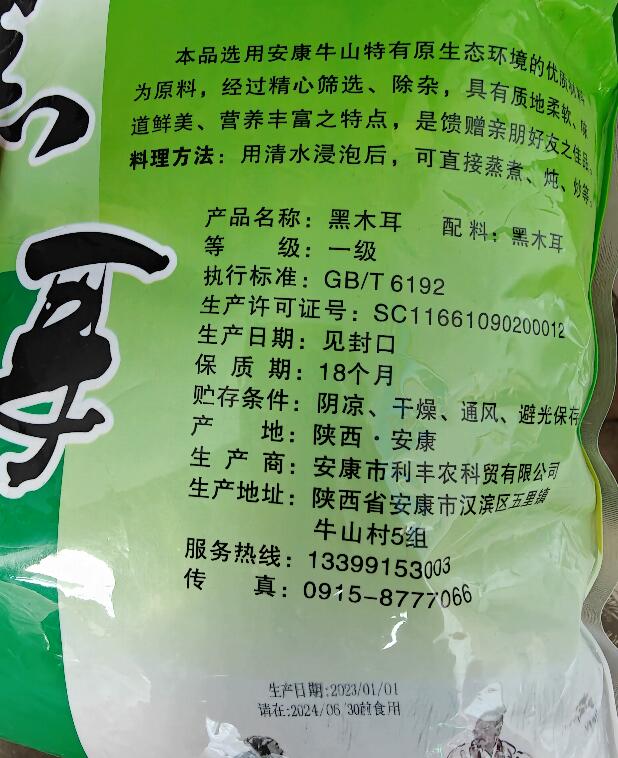 本品选用安康牛山特有原生态环境的优质
为原料，经过精心筛选、除杂，具有质地柔软、味
道鲜美、营养丰富之特点，是馈赠亲朋好友之佳品。
料理方法：用清水浸泡后，可直接蒸煮、炖、炒等。
产品名称：黑木耳 配料：黑木耳
等 级：一级
执行标准：GB/T 6192
生产许可证号：SC11661090200012
生产日期：见封口
保 质 期：18个月
贮存条件：阴凉、干燥、通风、避光保存
产 地：陕西·安康
生 产 商：安康市利丰农科贸有限公司
生产地址：陕西省安康市汉滨区五里镇
牛山村5组
服务热线：13399153003
传 真：0915-8777066
生产日期:2023/01/01
请在:2024/06/30前食用
耳